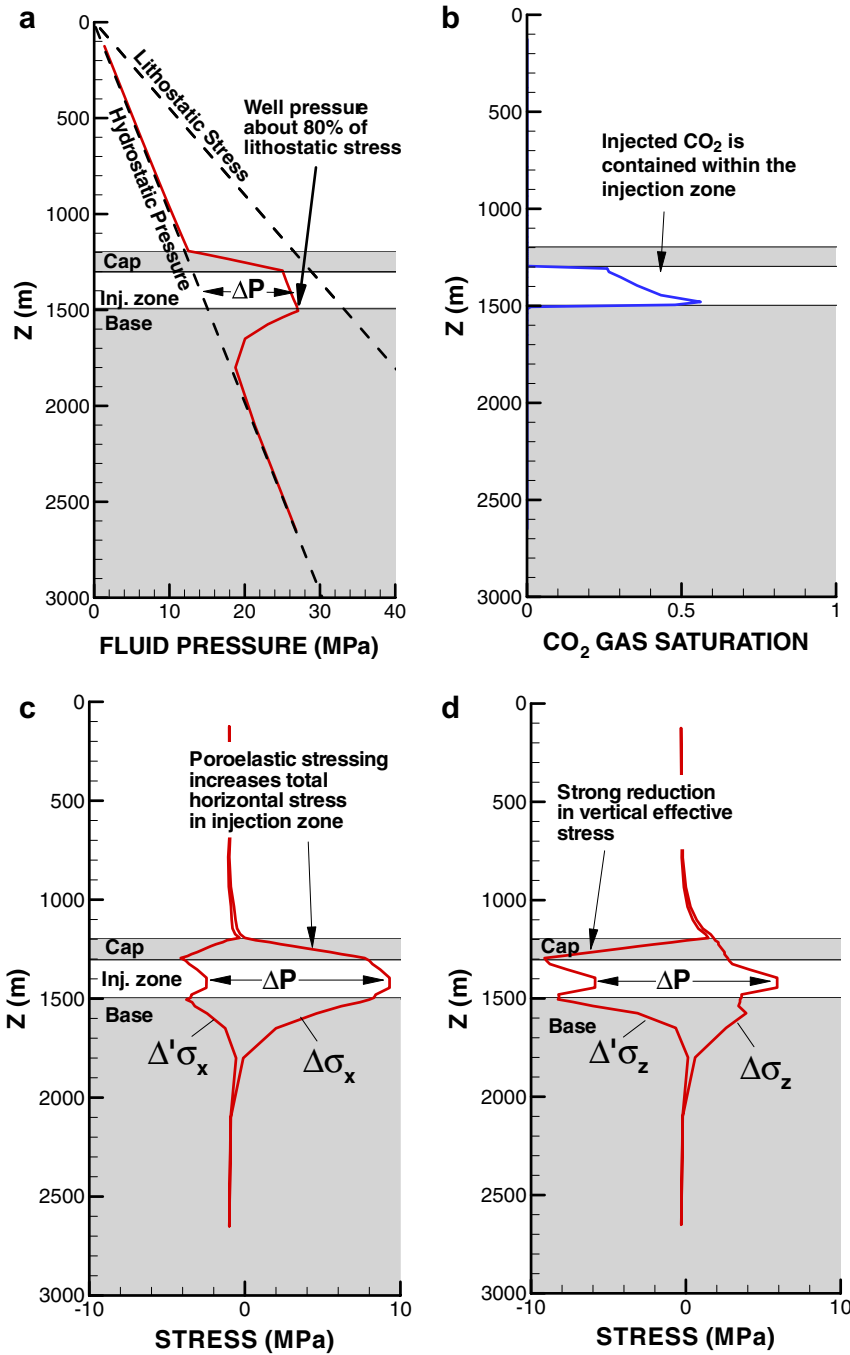 a
0
500
1000
1500
2000
2500
3000
Z (m)
Lithostatic Stress
Hydrostatic Pressure
Well pressure
about 80% of
lithostatic stress
Cap
Inj. zone
ΔP
Base
0
10
20
30
40
FLUID PRESSURE (MPa)
b
0
500
1000
1500
2000
2500
3000
Z (m)
Injected CO₂ is
contained within the
injection zone
0
0.5
1
CO₂ GAS SATURATION
c
0
500
1000
1500
2000
2500
3000
Z (m)
Poroelastic stressing
increases total
horizontal stress
in injection zone
Cap
Inj. zone
ΔP
Base
Δ'σₓ
Δσₓ
-10
0
10
STRESS (MPa)
d
0
500
1000
1500
2000
2500
3000
Z (m)
Strong reduction
in vertical effective
stress
Cap
ΔP
Base
Δ'σz
Δσz
-10
0
10
STRESS (MPa)